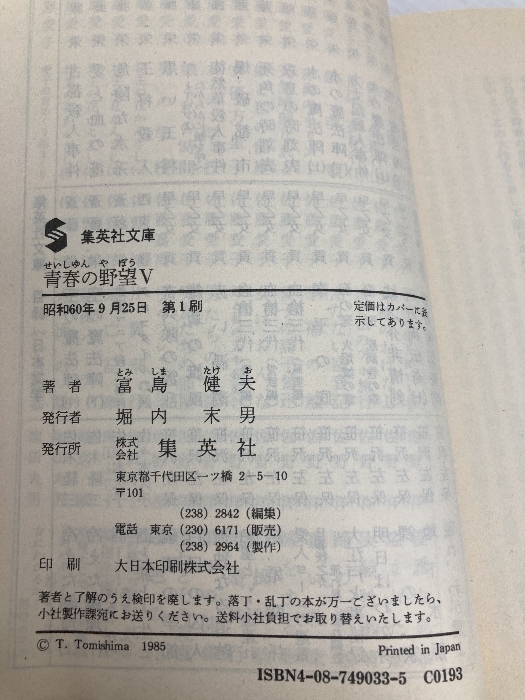 集英社文庫
せいしゅん や ぼう
青春の野望V
昭和60年9月25日 第1刷
定価はカバーに表
示してあります。
とみ しま たけ お
著者 富島健夫
発行者 堀内末男
発行所 株式会社 集英社
東京都千代田区一ツ橋 2-5-10
〒101
(238) 2842 (編集)
電話 東京 (230) 6171 (販売)
(238) 2964 (製作)
印刷 大日本印刷株式会社
著者と了解のうえ検印を廃します。落丁・乱丁の本が万一ございましたら、
小社製作課宛にお送りください。送料小社負担でお取り替えいたします。
© T. Tomishima 1985
Printed in Japan
ISBN4-08-749033-5 C0193